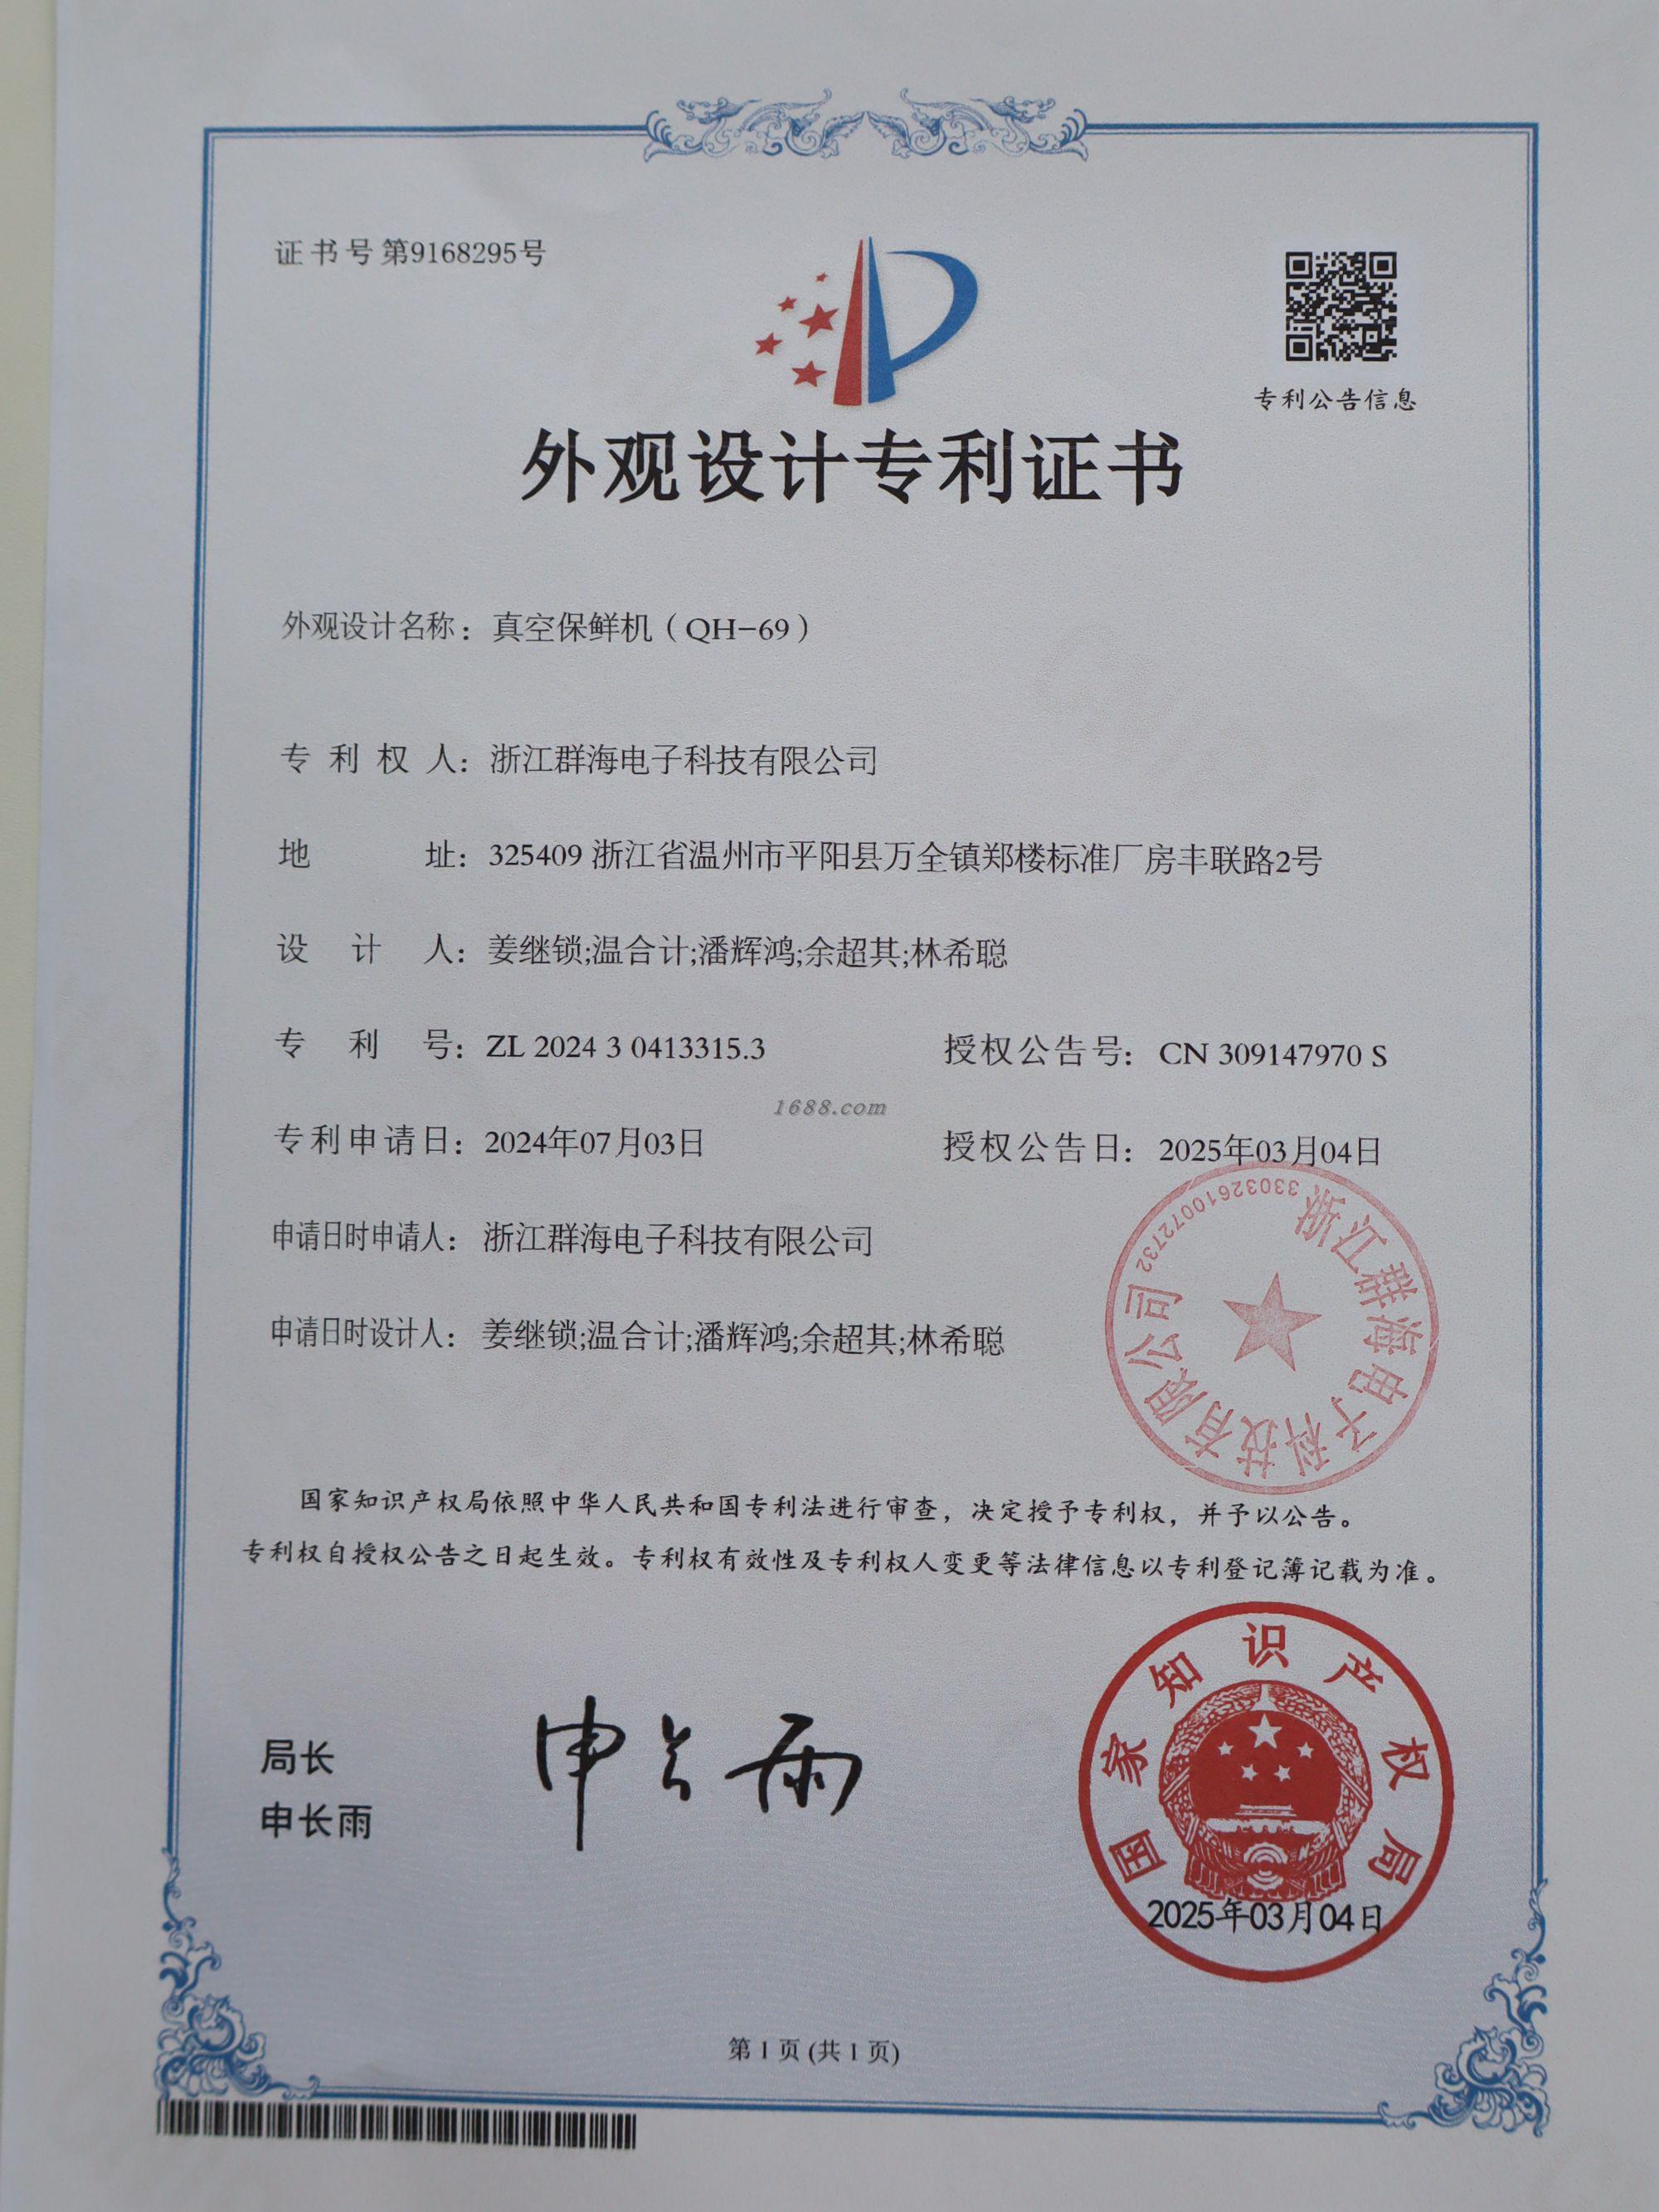 证书号第9168295号
专利公告信息
外观设计专利证书
外观设计名称：真空保鲜机（QH-69）
专利权人：浙江群海电子科技有限公司
地址：325409 浙江省温州市平阳县万全镇郑楼标准厂房丰联路2号
设计人：姜继锁;温合计;潘辉鸿;余超其;林希聪
专利号：ZL 2024 3 0413315.3 授权公告号：CN 309147970 S
1688.com
专利申请日：2024年07月03日 授权公告日：2025年03月04日
申请日时申请人：浙江群海电子科技有限公司
申请日时设计人：姜继锁;温合计;潘辉鸿;余超其;林希聪
浙江群海电子科技有限公司
3303261007273​2
国家知识产权局依照中华人民共和国专利法进行审查，决定授予专利权，并予以公告。
专利权自授权公告之日起生效。专利权有效性及专利权人变更等法律信息以专利登记簿记载为准。
局长
申长雨
申长雨
国家知识产权局
2025年03月04日
第 1 页 (共 1 页)